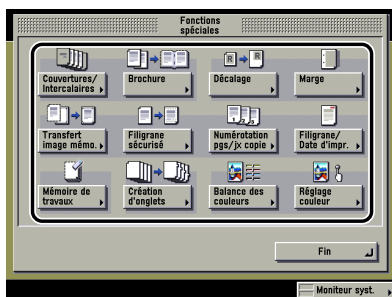 Fonctions
spéciales
Couvertures/
Intercalaires
Brochure
Décalage
Marge
Transfert
image mémo.
Filigrane
sécurisé
Numérotation
pgs/jx copie
Filigrane/
Date d'impr.
Mémoire de
travaux
Création
d'onglets
Balance des
couleurs
Réglage
couleur
Fin
Moniteur syst.